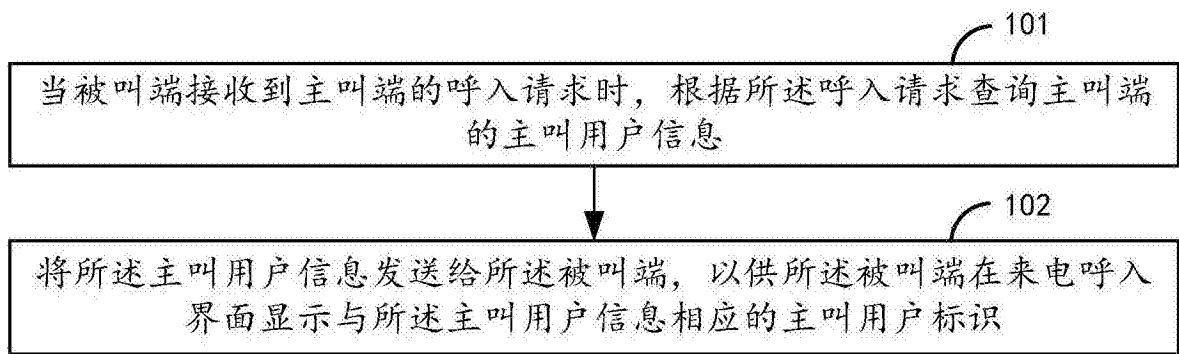 101
当被叫端接收到主叫端的呼入请求时，根据所述呼入请求查询主叫端
的主叫用户信息
102
将所述主叫用户信息发送给所述被叫端，以供所述被叫端在来电呼入
界面显示与所述主叫用户信息相应的主叫用户标识